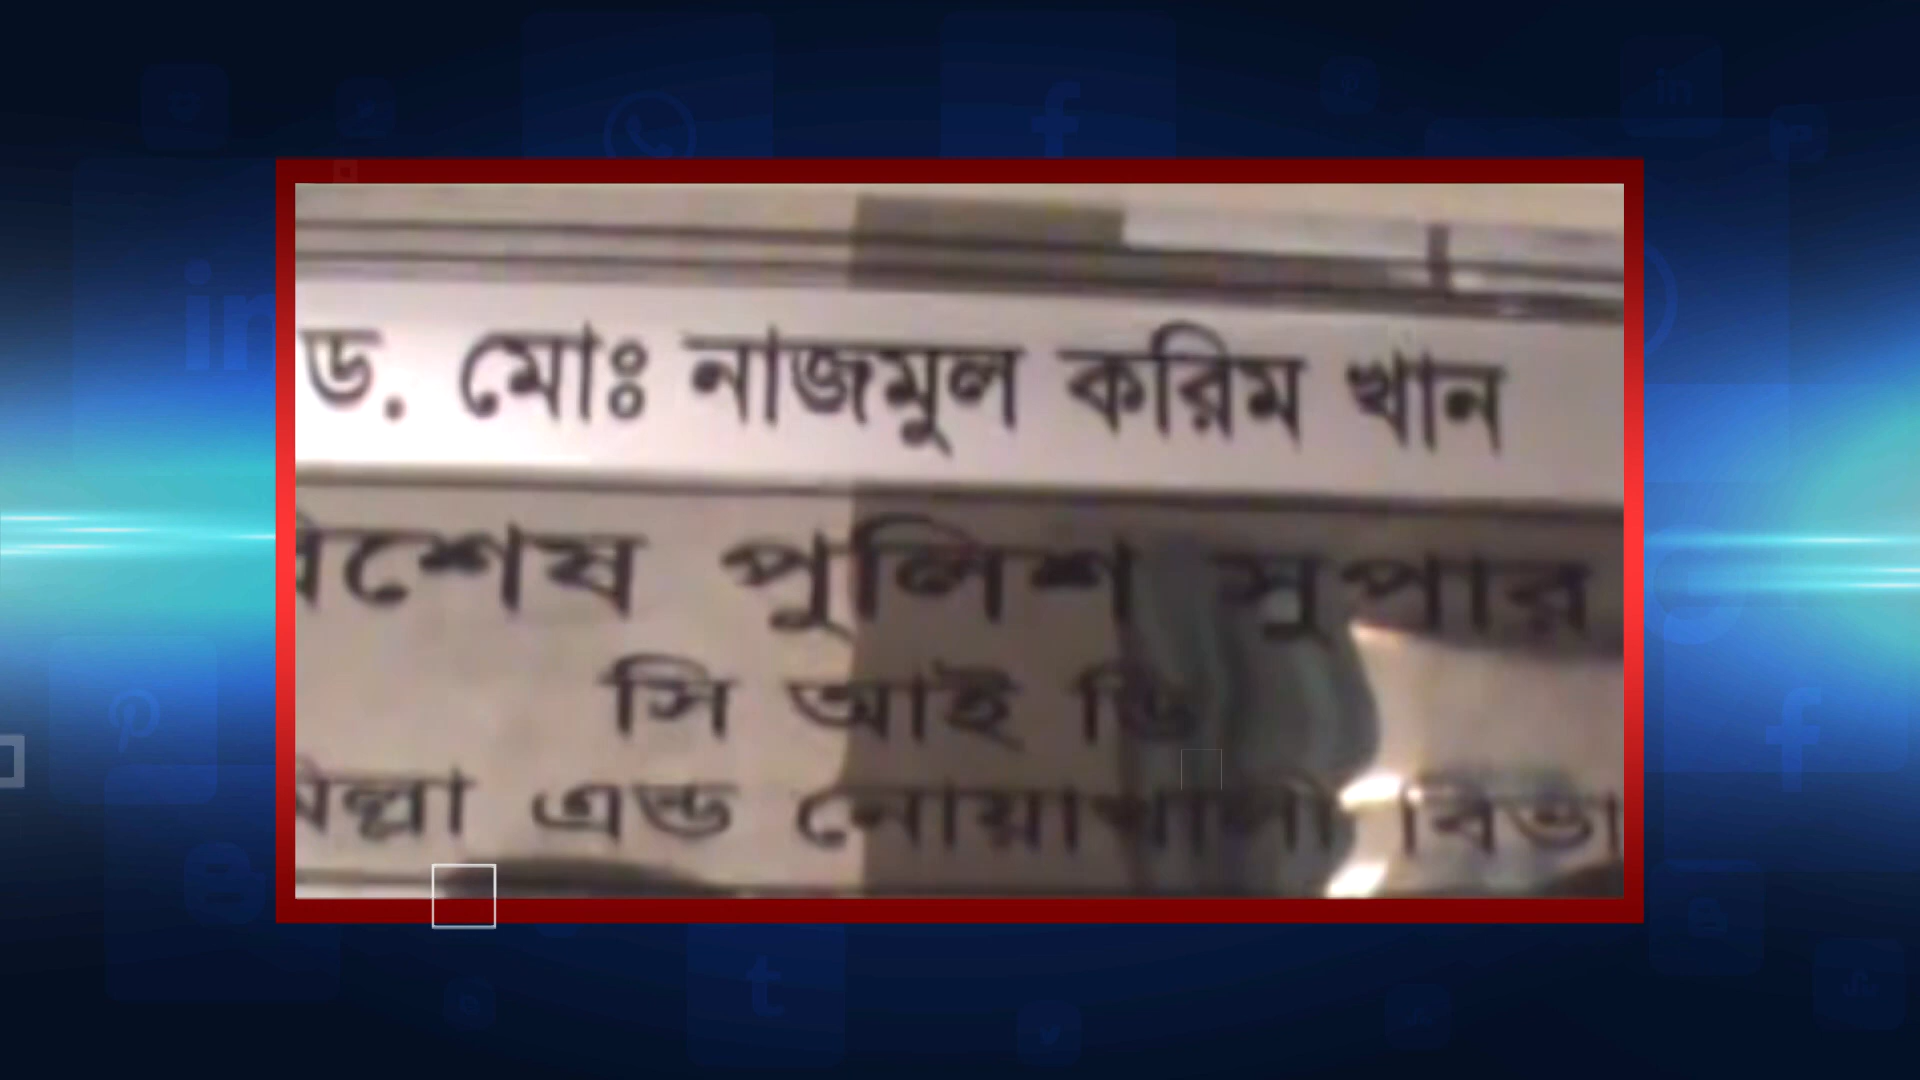 ড. মোঃ নাজমুল করিম খান
বিশেষ পুলিশ সুপার
সি আই ডি
এন্ড নোয়াখালী